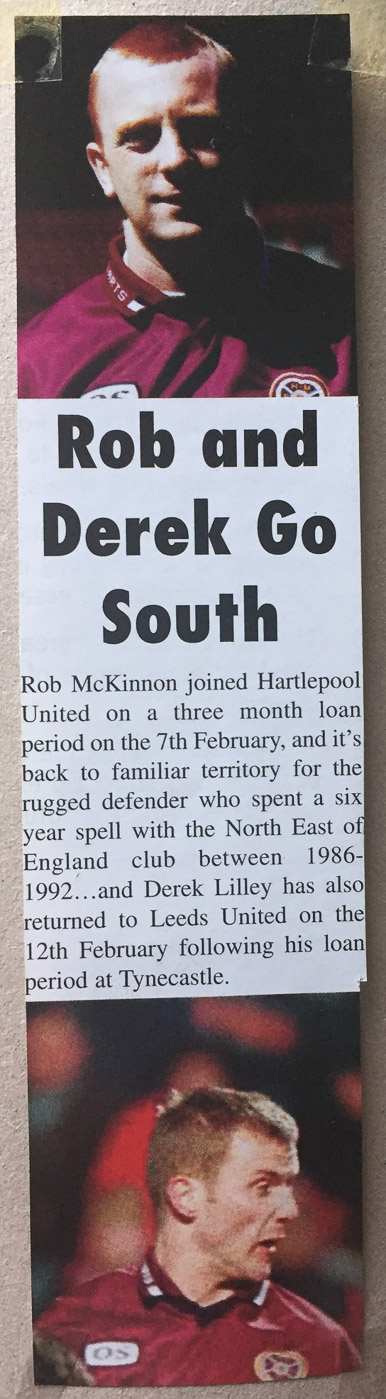 ARTS
OS
H M
Rob and
Derek Go
South
Rob McKinnon joined Hartlepool
United on a three month loan
period on the 7th February, and it's
back to familiar territory for the
rugged defender who spent a six
year spell with the North East of
England club between 1986-
1992...and Derek Lilley has also
returned to Leeds United on the
12th February following his loan
period at Tynecastle.
OS